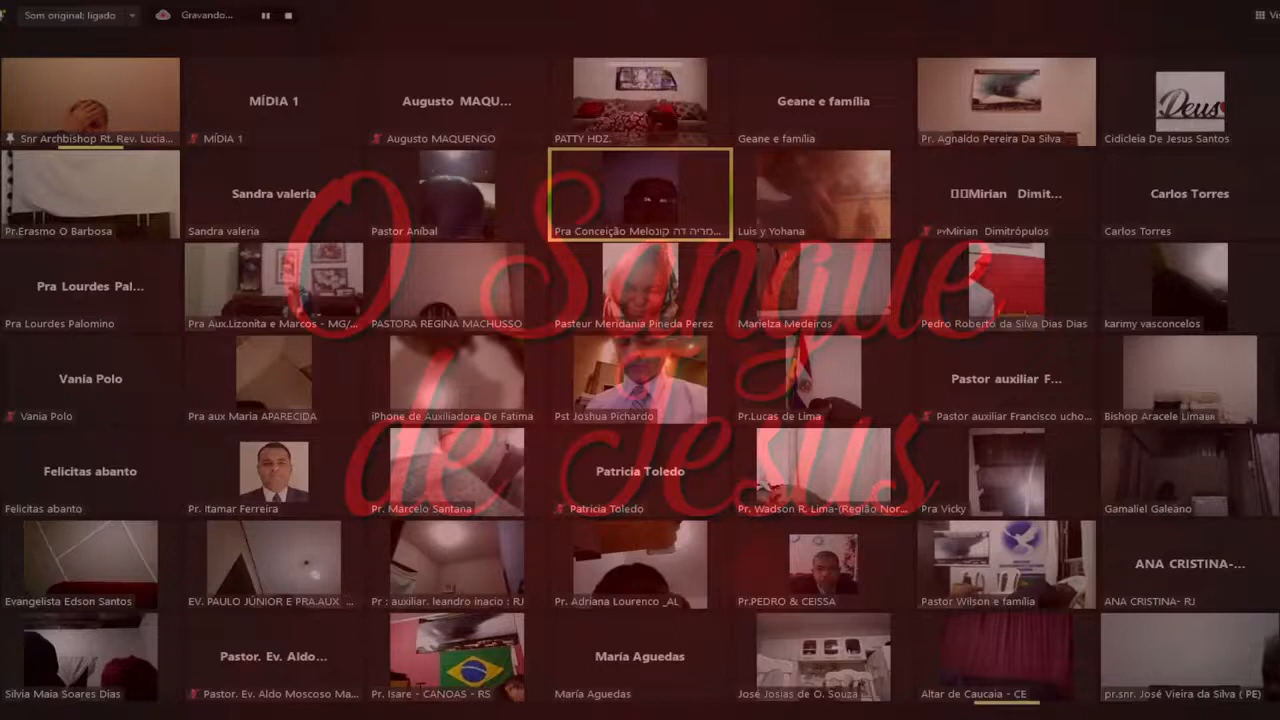 Som original: ligado
Gravando...
MÍDIA 1
Augusto MAQU...
Geane e família
Deus
Snr Archbishop Rt. Rev. Lucia...
MÍDIA 1
Augusto MAQUENGO
PATTY HDZ.
Geane e família
Pr. Agnaldo Pereira Da Silva
Cidicleia De Jesus Santos
Sandra valeria
Mirian Dimit...
Carlos Torres
Pr.Erasmo O Barbosa
Sandra valeria
Pastor Aníbal
Pra Conceição Melo מריה דה קונ...
Luis y Yohana
Mirian Dimitrópulos
Carlos Torres
O Sangue
de Jesus
Pra Lourdes Pal...
Pra Lourdes Palomino
Pra Aux.Lizonita e Marcos - MG/...
PASTORA REGINA MACHUSSO
Pasteur Meridania Pineda Perez
Marielza Medeiros
Pedro Roberto da Silva Dias Dias
karimy vasconcelos
Vania Polo
Pastor auxiliar F...
Vania Polo
Pra aux Maria APARECIDA
iPhone de Auxiliadora De Fatima
Pst Joshua Pichardo
Pr.Lucas de Lima
Pastor auxiliar Francisco ucho...
Bishop Aracele Lima
Felicitas abanto
Patricia Toledo
Felicitas abanto
Pr. Itamar Ferreira
Pr. Marcelo Santana
Patricia Toledo
Pr. Wadson R. Lima-(Região Nor...
Pra Vicky
Gamaliel Galeano
ANA CRISTINA-...
Evangelista Edson Santos
EV. PAULO JÚNIOR E PRA.AUX ...
Pr : auxiliar. leandro inacio : RJ
Pr. Adriana Lourenco _AL
Pr.PEDRO & CEISSA
Pastor Wilson e família
ANA CRISTINA- RJ
Pastor. Ev. Aldo...
María Aguedas
Silvia Maia Soares Dias
Pastor. Ev. Aldo Moscoso Ma...
Pr. Isare - CANOAS - RS
María Aguedas
José Josias de O. Souza
Altar de Caucaia - CE
pr.snr. José Vieira da Silva ( PE)